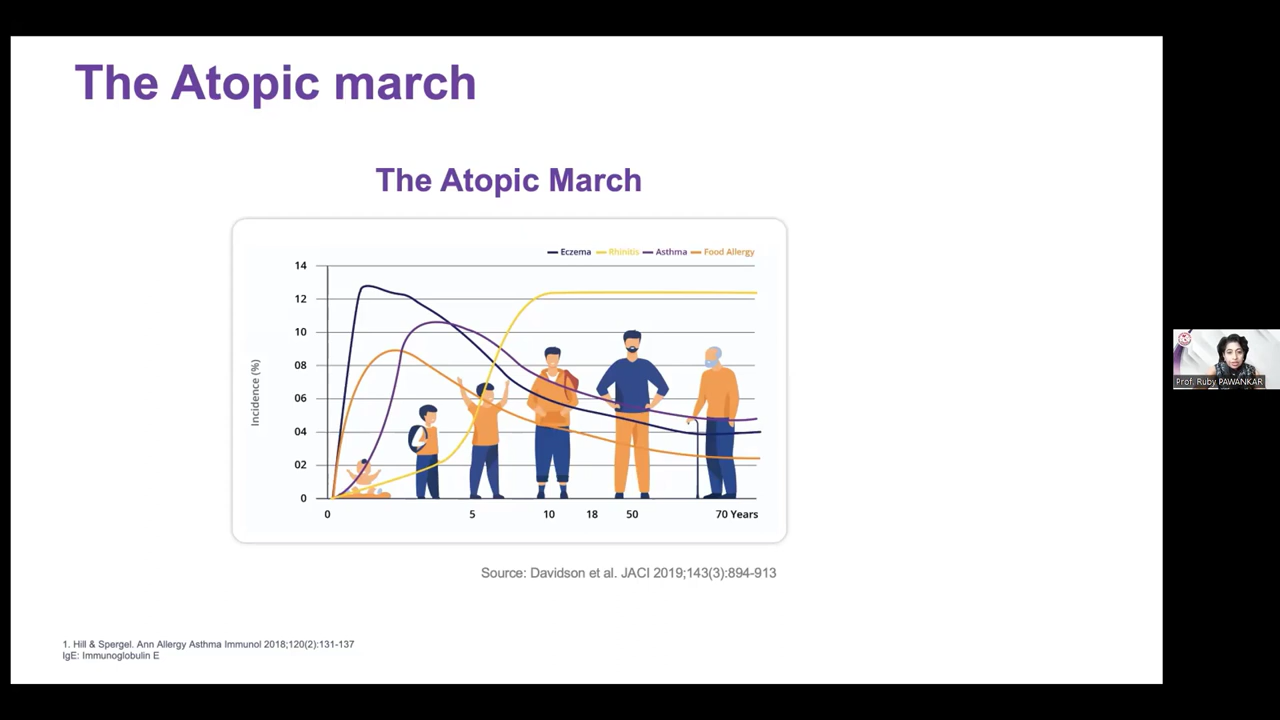 The Atopic march
The Atopic March
Eczema Rhinitis Asthma Food Allergy
14
12
10
08
06
04
02
0
Incidence (%)
0 5 10 18 50 70 Years
Source: Davidson et al. JACI 2019;143(3):894-913
1. Hill & Spergel. Ann Allergy Asthma Immunol 2018;120(2):131-137
IgE: Immunoglobulin E
Prof. Ruby PAWANKAR